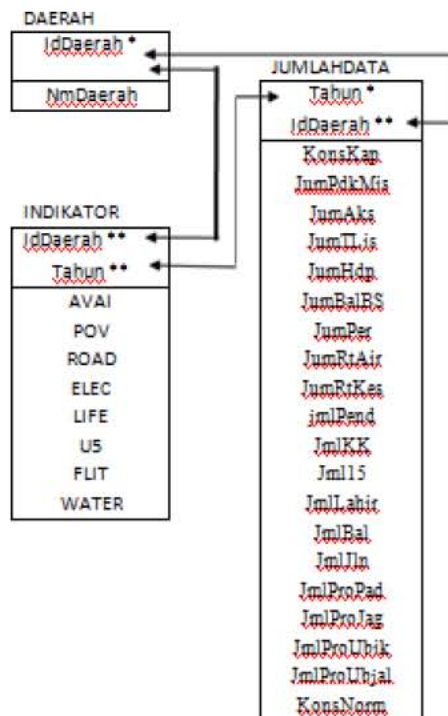 DAERAH
IdDaerah *
NmDaerah
INDIKATOR
IdDaerah **
Tahun **
AVAI
POV
ROAD
ELEC
LIFE
U5
FLIT
WATER
JUMLAHDATA
Tahun *
IdDaerah **
KonsKap
JumPdkMis
JumAks
JumTLis
JumHdp
JumBalBS
JumPer
JumRtAir
JumRtKes
jmlPend
JmlKK
Jml15
JmlLahir
JmlBal
JmlJln
JmlProPad
JmlProJag
JmlProUbik
JmlProUbjal
KonsNorm